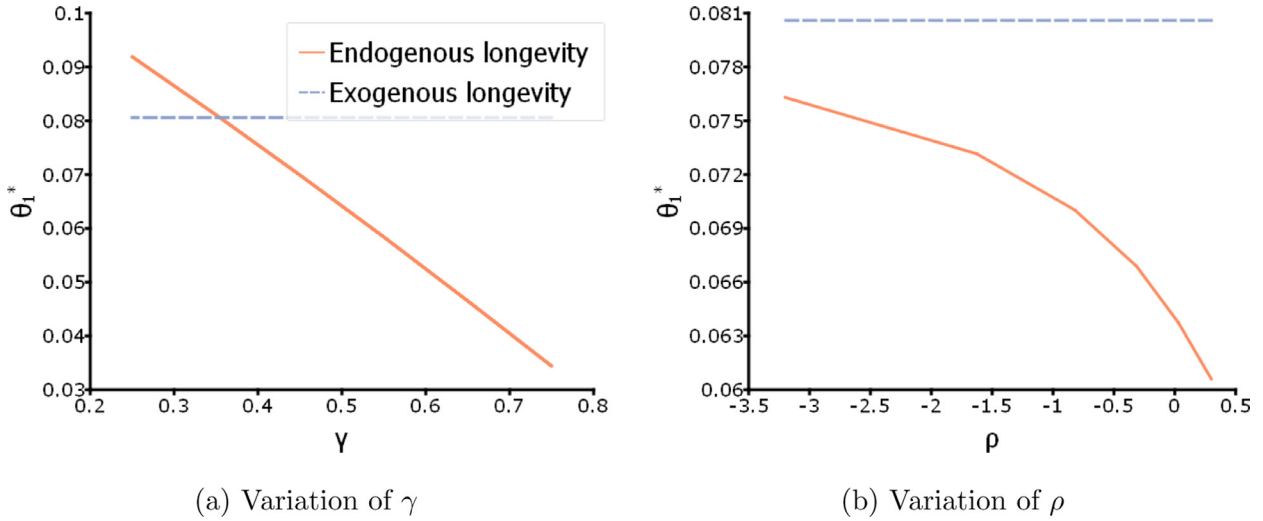 0.1
0.09
0.08
0.07
0.06
0.05
0.04
0.03
θ₁*
Endogenous longevity
Exogenous longevity
0.2 0.3 0.4 0.5 0.6 0.7 0.8
γ
(a) Variation of γ
0.081
0.078
0.075
0.072
0.069
0.066
0.063
0.06
θ₁*
-3.5 -3 -2.5 -2 -1.5 -1 -0.5 0 0.5
ρ
(b) Variation of ρ